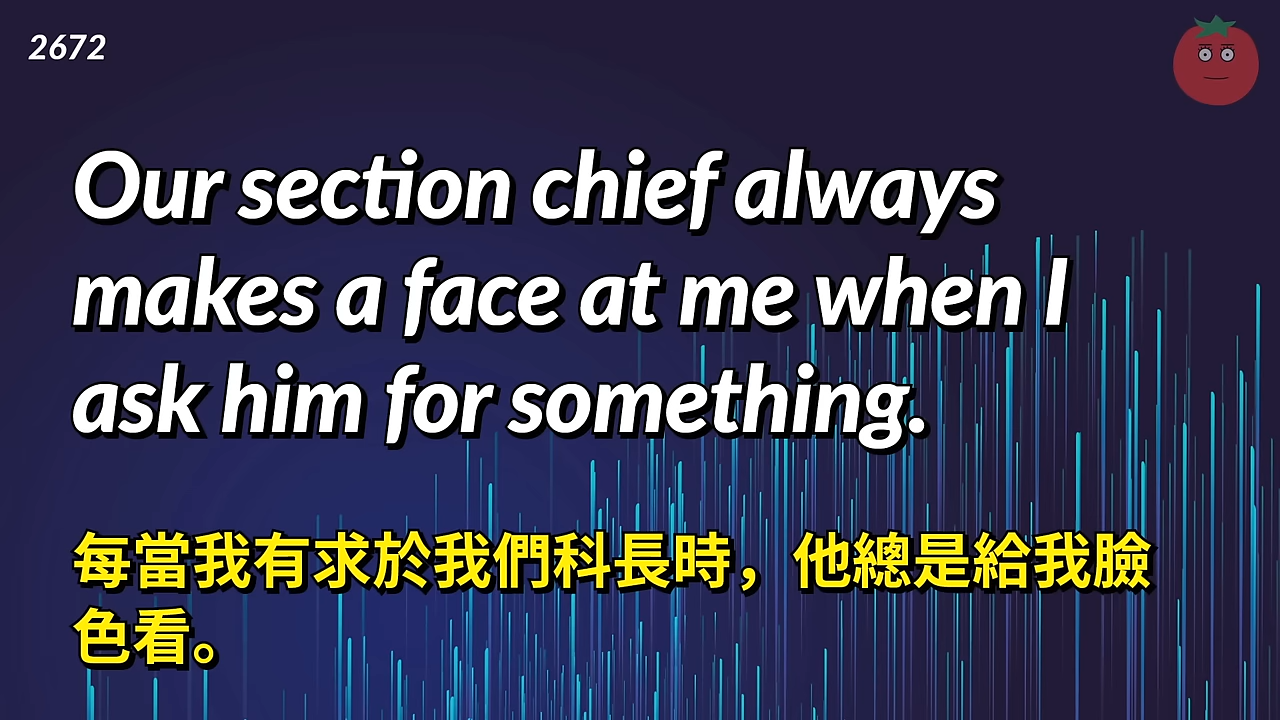 2672
Our section chief always
makes a face at me when I
ask him for something.
每當我有求於我們科長時，他總是給我臉
色看。